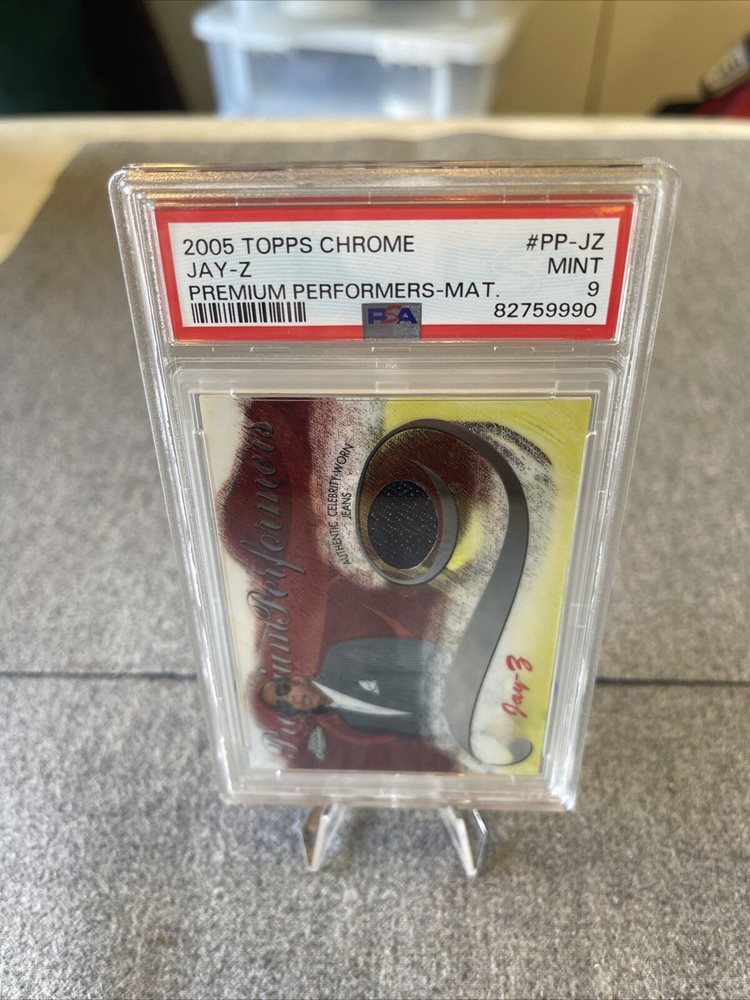 2005 TOPPS CHROME #PP-JZ
JAY-Z MINT
PREMIUM PERFORMERS-MAT. 9
PSA 82759990
PSA
Premium Performers
AUTHENTIC CELEBRITY-WORN
JEANS
Jay-Z